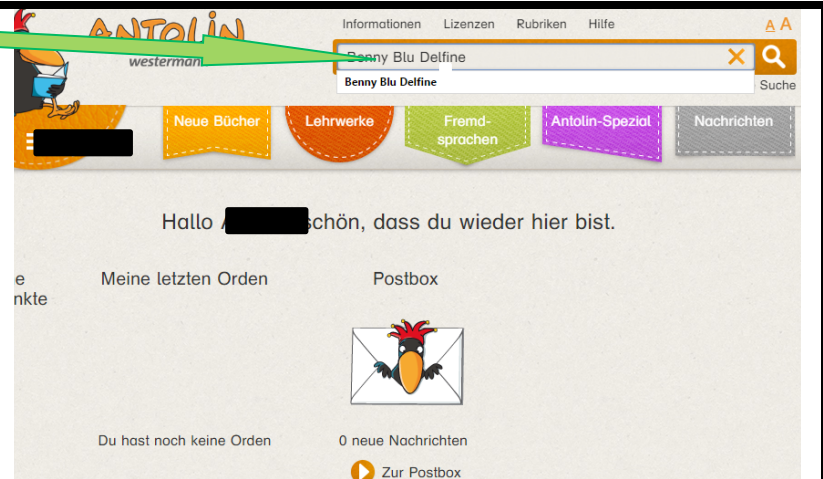 ANTOLIN
westermann
Informationen Lizenzen Rubriken Hilfe A A
Benny Blu Delfine
Benny Blu Delfine
Suche
Neue Bücher Lehrwerke Fremd-
sprachen Antolin-Spezial Nachrichten
Hallo schön, dass du wieder hier bist.
e
nkte
Meine letzten Orden Postbox
Du hast noch keine Orden 0 neue Nachrichten
Zur Postbox